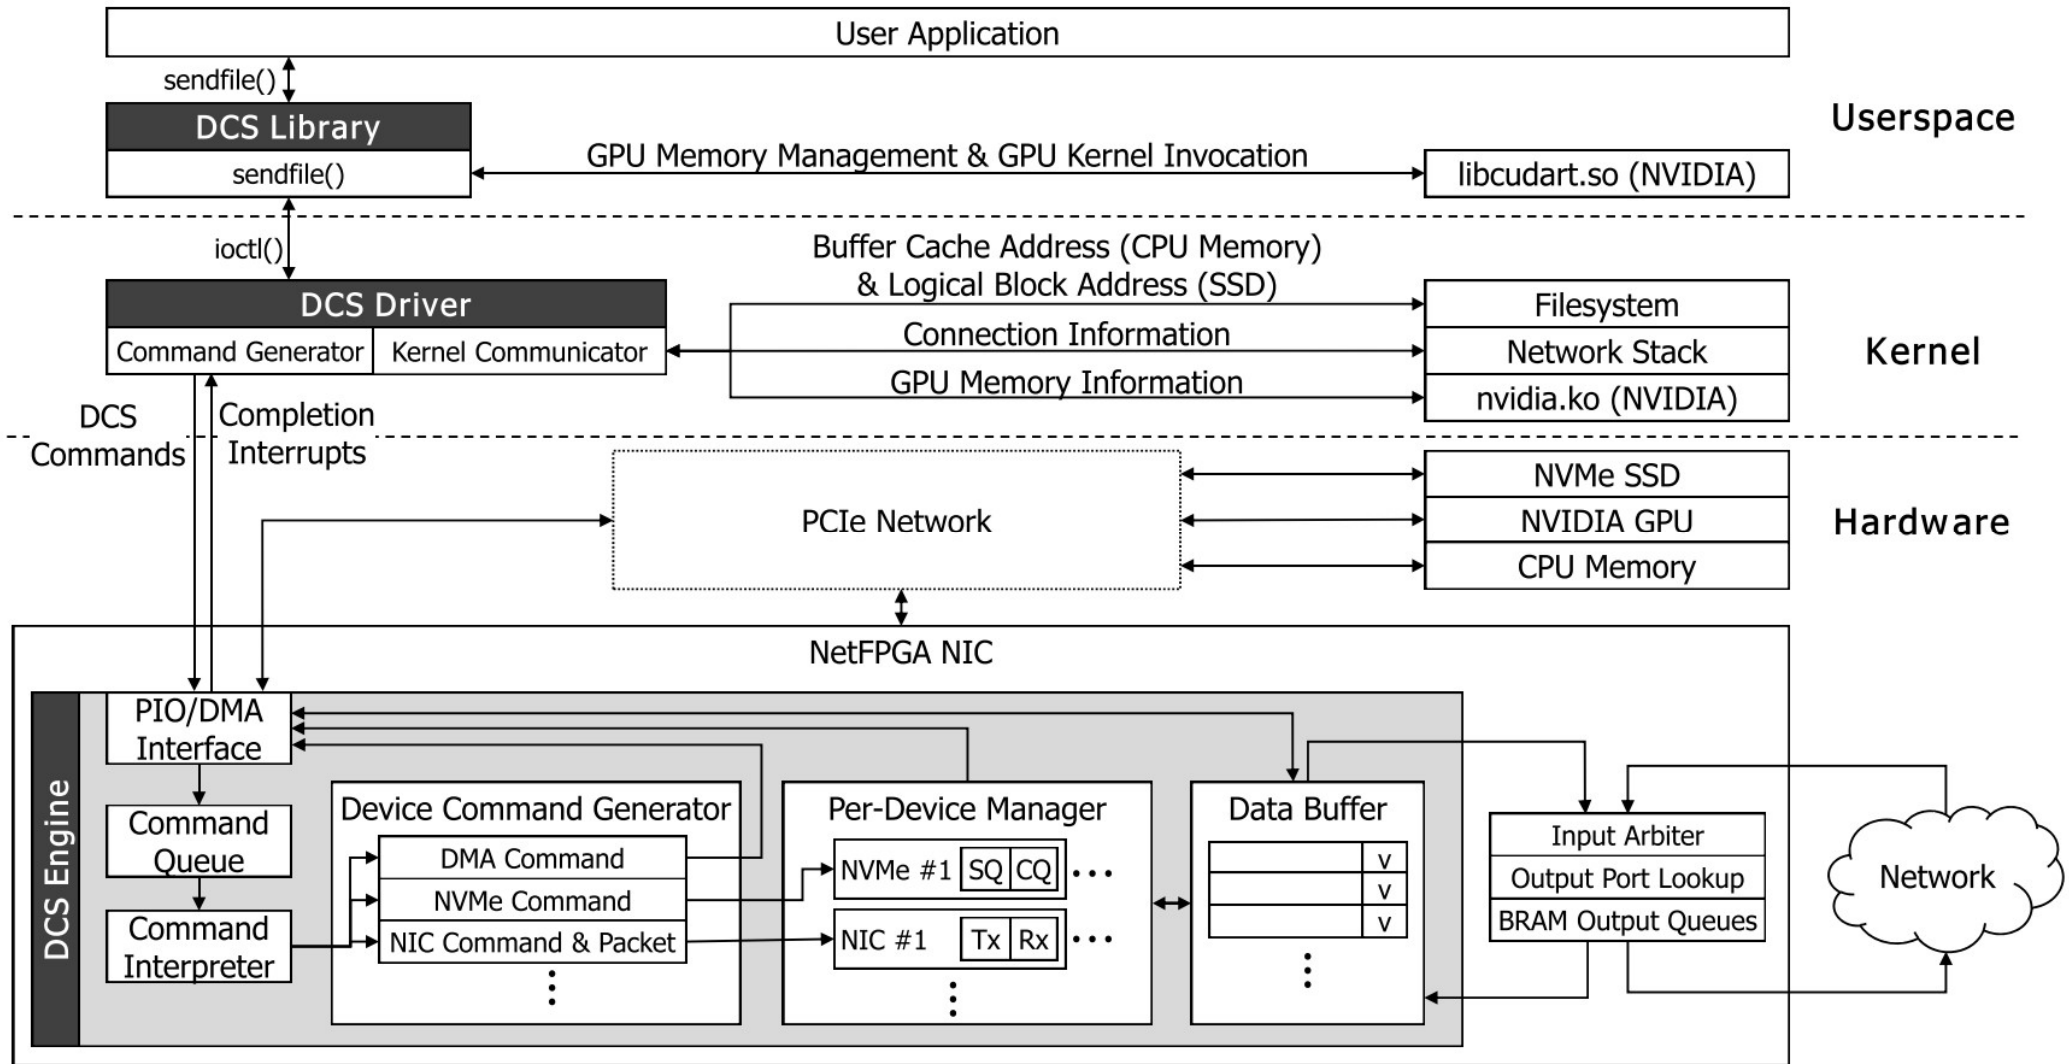 User Application
sendfile()
DCS Library
sendfile()
GPU Memory Management & GPU Kernel Invocation
libcudart.so (NVIDIA)
Userspace
ioctl()
DCS Driver
Command Generator
Kernel Communicator
Buffer Cache Address (CPU Memory)
& Logical Block Address (SSD)
Connection Information
GPU Memory Information
Filesystem
Network Stack
nvidia.ko (NVIDIA)
Kernel
DCS
Commands
Completion
Interrupts
PCIe Network
NVMe SSD
NVIDIA GPU
CPU Memory
Hardware
NetFPGA NIC
DCS Engine
PIO/DMA
Interface
Command
Queue
Command
Interpreter
Device Command Generator
DMA Command
NVMe Command
NIC Command & Packet
Per-Device Manager
NVMe #1 SQ CQ
NIC #1 Tx Rx
Data Buffer
v
v
v
Input Arbiter
Output Port Lookup
BRAM Output Queues
Network